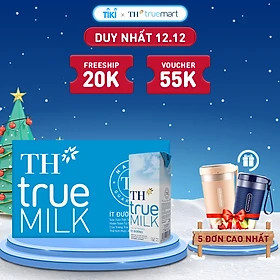 TIKI x TH truemart
DUY NHẤT 12.12
FREESHIP
20K
VOUCHER
55K
TH
true
MILK
ÍT ĐƯỜNG
TH
true
MILK
5 ĐƠN CAO NHẤT